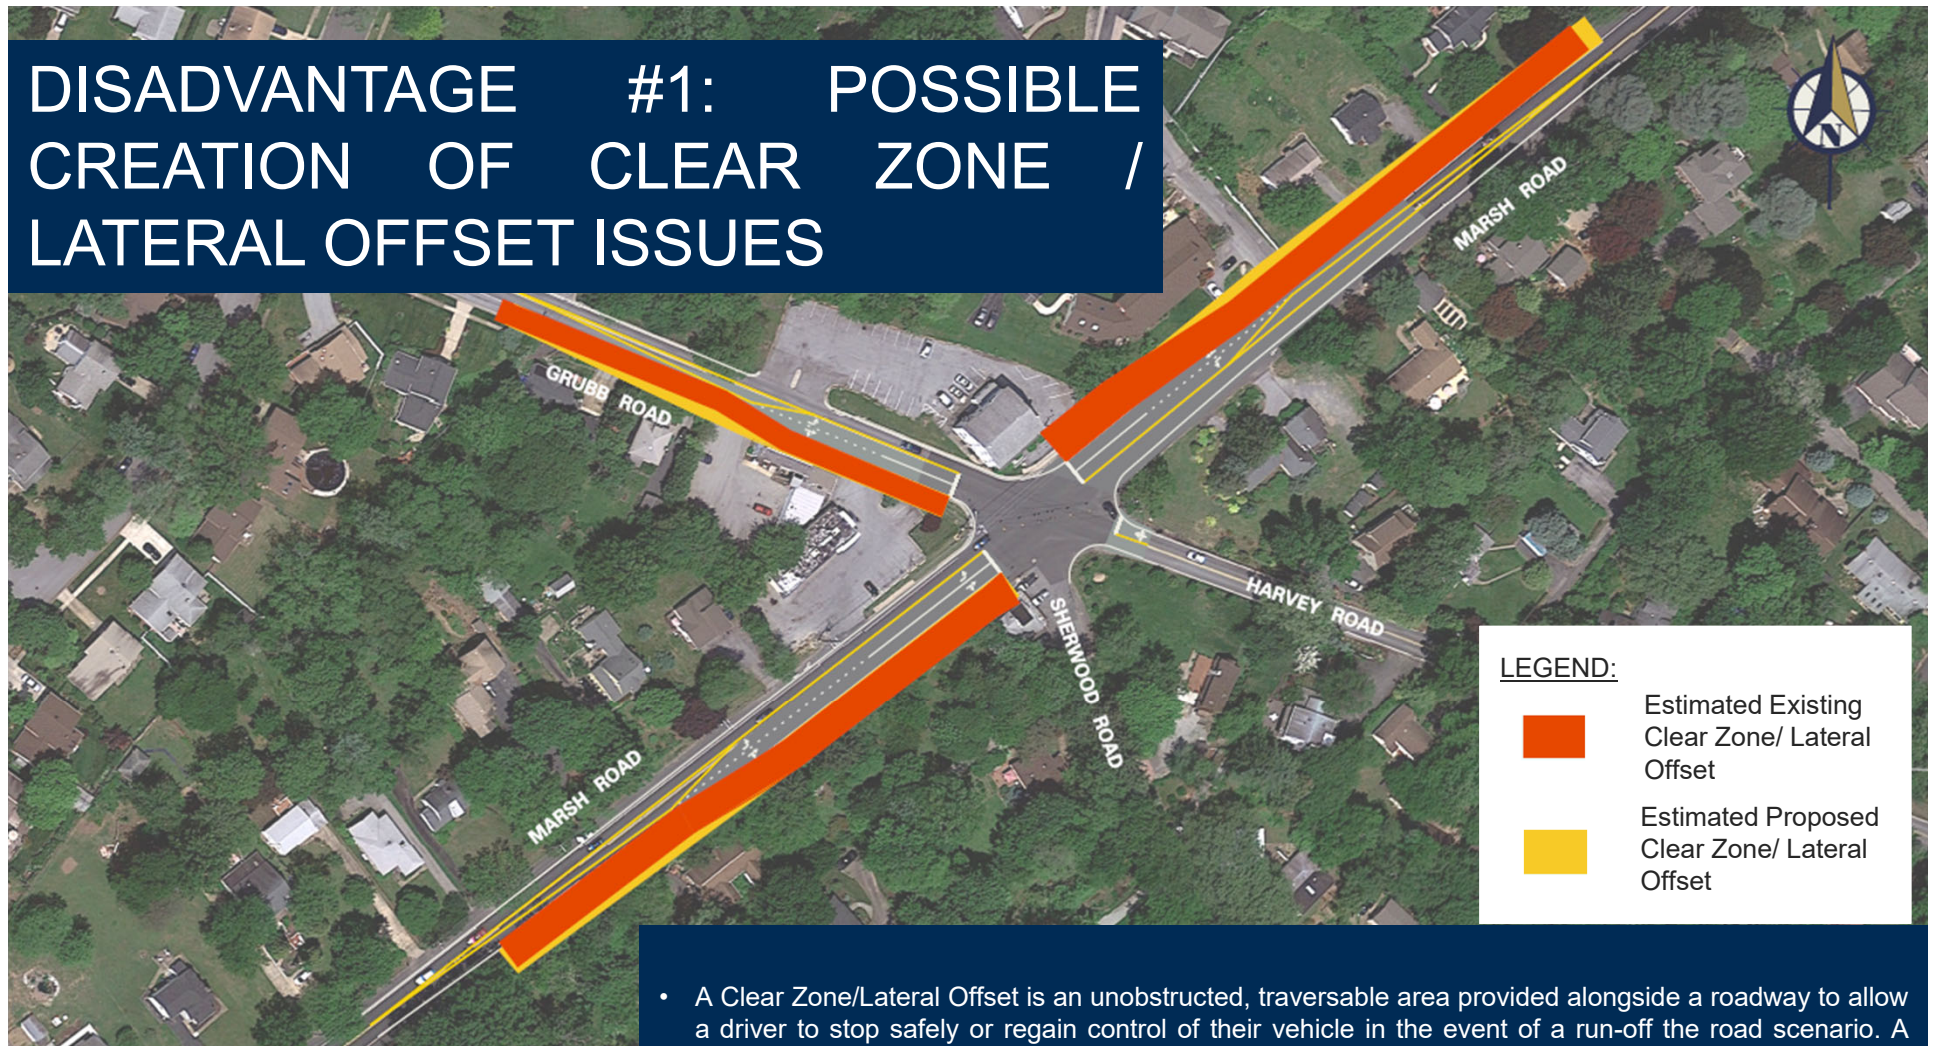 DISADVANTAGE #1: POSSIBLE
CREATION OF CLEAR ZONE /
LATERAL OFFSET ISSUES
N
MARSH ROAD
GRUBB ROAD
HARVEY ROAD
SHERWOOD ROAD
MARSH ROAD
LEGEND:
Estimated Existing
Clear Zone/ Lateral
Offset
Estimated Proposed
Clear Zone/ Lateral
Offset
• A Clear Zone/Lateral Offset is an unobstructed, traversable area provided alongside a roadway to allow
a driver to stop safely or regain control of their vehicle in the event of a run-off the road scenario. A